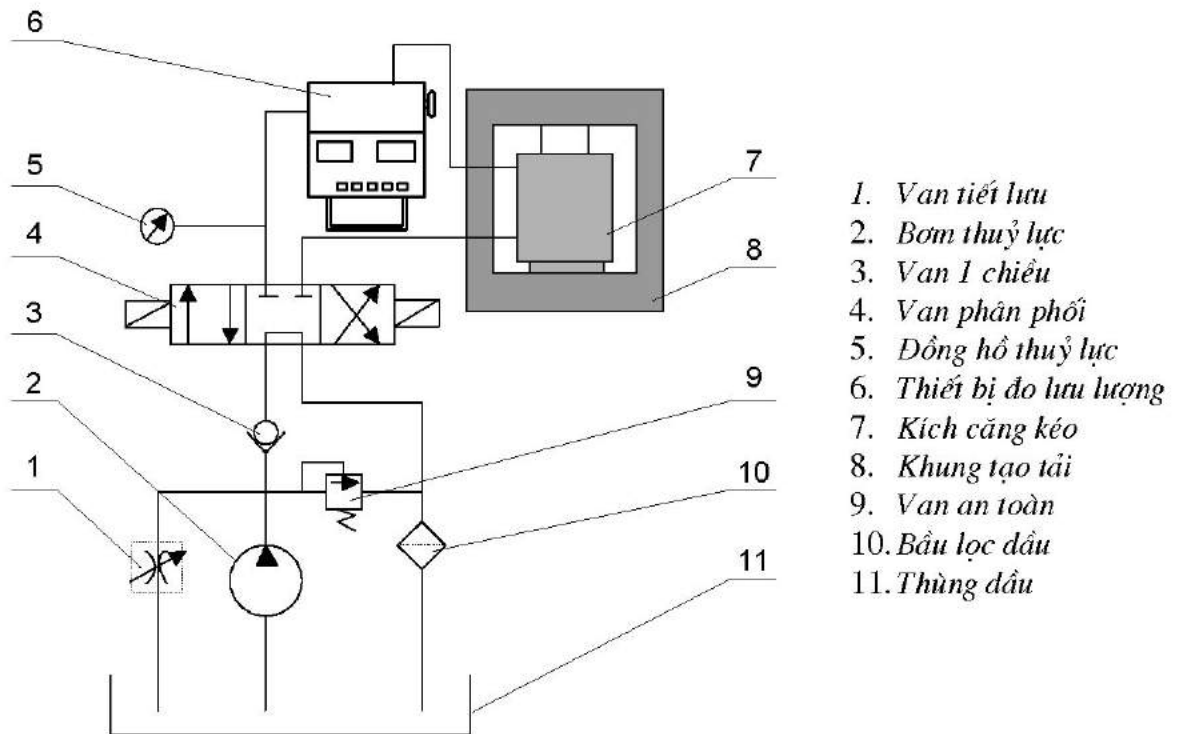 6
5
4
3
2
1
7
8
9
10
11
1. Van tiết lưu
2. Bơm thuỷ lực
3. Van 1 chiều
4. Van phân phối
5. Đồng hồ thuỷ lực
6. Thiết bị đo lưu lượng
7. Kích căng kéo
8. Khung tạo tải
9. Van an toàn
10. Bầu lọc dầu
11. Thùng dầu